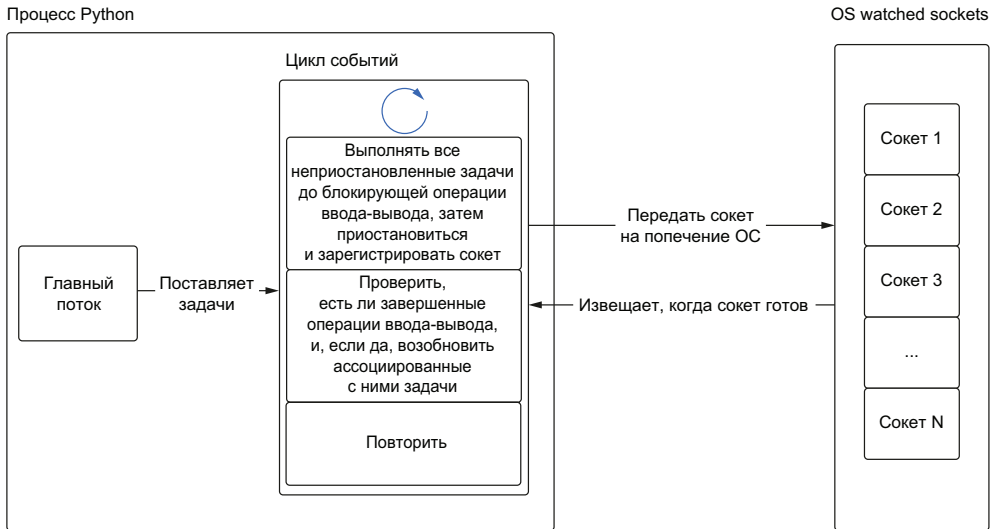 Процесс Python
OS watched sockets
Цикл событий
Выполнять все
неприостановленные задачи
до блокирующей операции
ввода-вывода, затем
приостановиться
и зарегистрировать сокет
Проверить,
есть ли завершенные
операции ввода-вывода,
и, если да, возобновить
ассоциированные
с ними задачи
Повторить
Главный
поток
Поставляет
задачи
Передать сокет
на попечение ОС
Извещает, когда сокет готов
Сокет 1
Сокет 2
Сокет 3
...
Сокет N